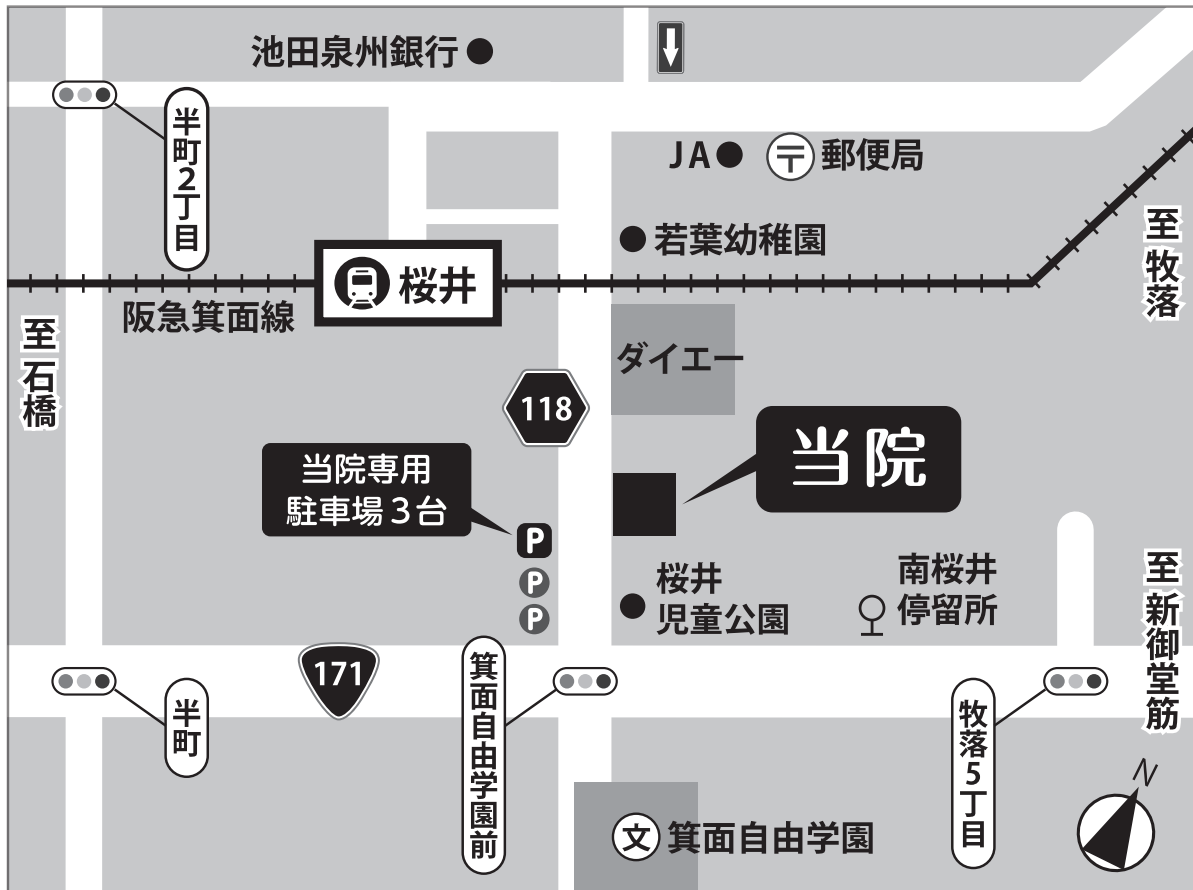 池田泉州銀行
半町2丁目
JA
〒
郵便局
若葉幼稚園
至牧落
桜井
阪急箕面線
至石橋
ダイエー
118
当院
当院専用
駐車場3台
P
P
P
桜井
児童公園
南桜井
停留所
至新御堂筋
171
半町
箕面自由学園前
牧落5丁目
文
箕面自由学園
N